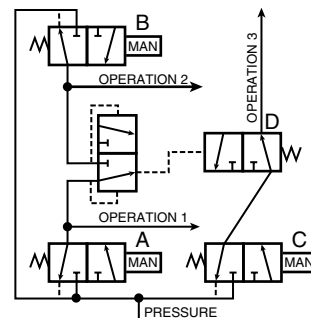 B
MAN
OPERATION 3
OPERATION 2
D
OPERATION 1
A
MAN
C
MAN
PRESSURE